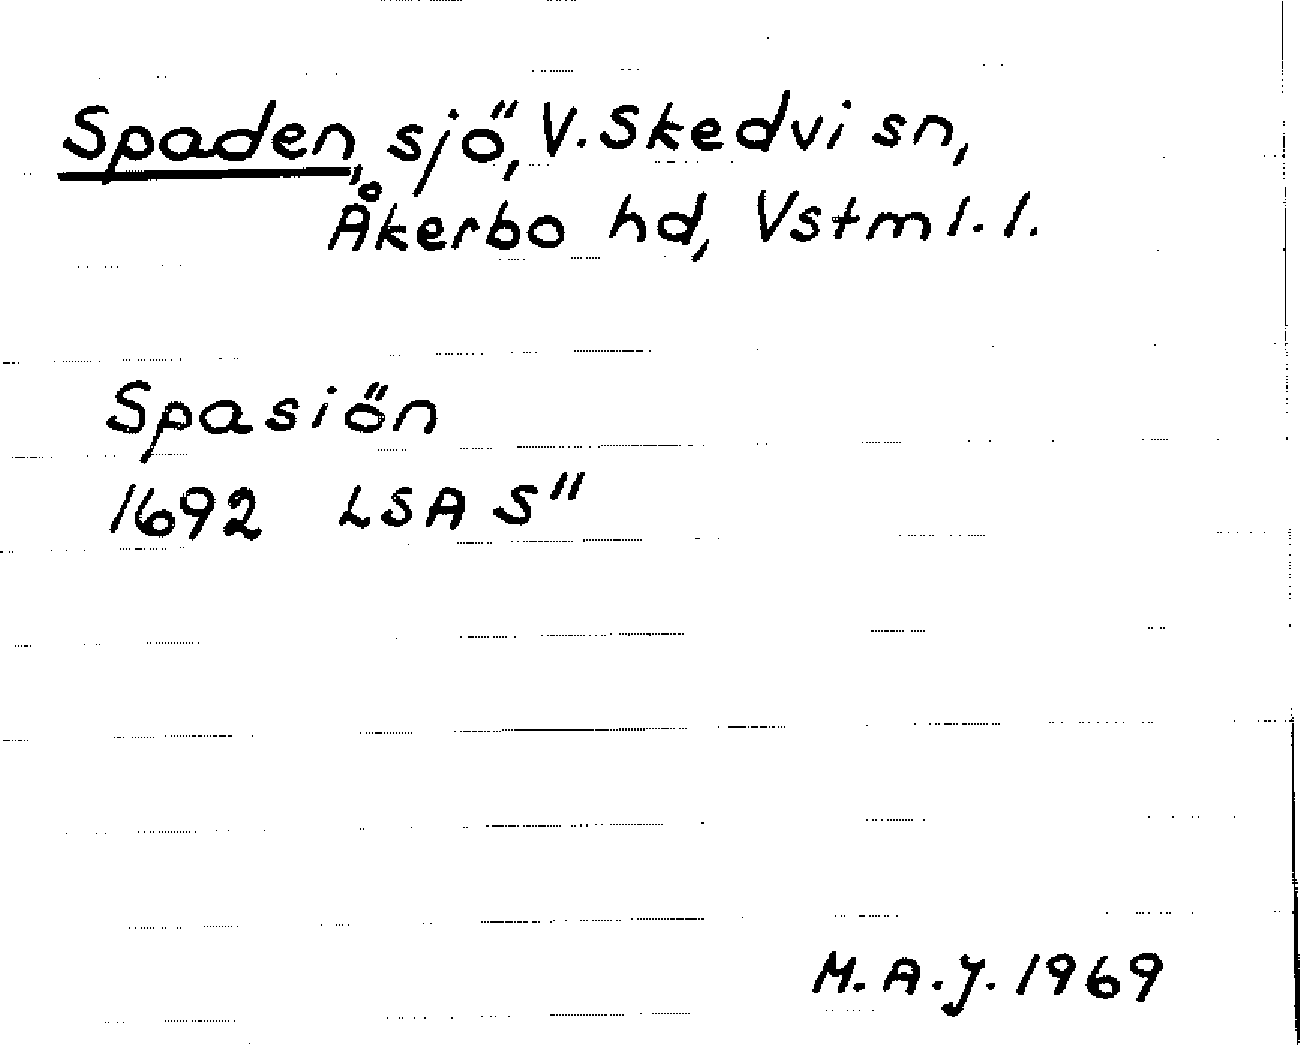 Spaden, sjö, V. Skedvi sn,
Åkerbo hd, Vstml. l.
Spasiön
1692 LSA S"
M.A.J. 1969